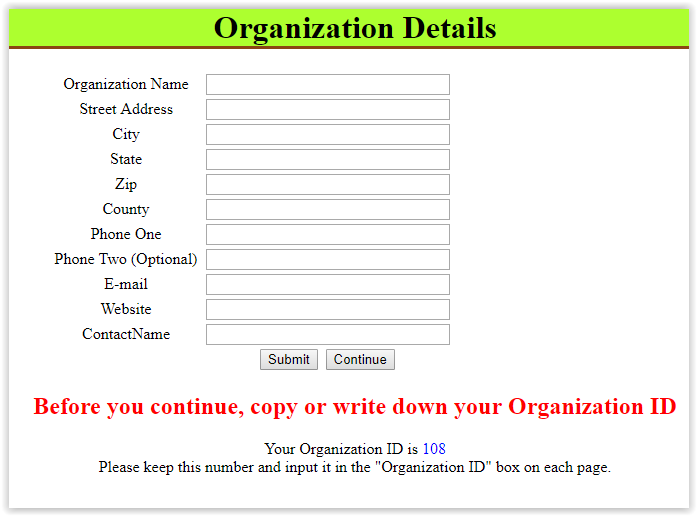 Organization Details
Organization Name
Street Address
City
State
Zip
County
Phone One
Phone Two (Optional)
E-mail
Website
ContactName
Submit Continue
Before you continue, copy or write down your Organization ID
Your Organization ID is 108
Please keep this number and input it in the "Organization ID" box on each page.